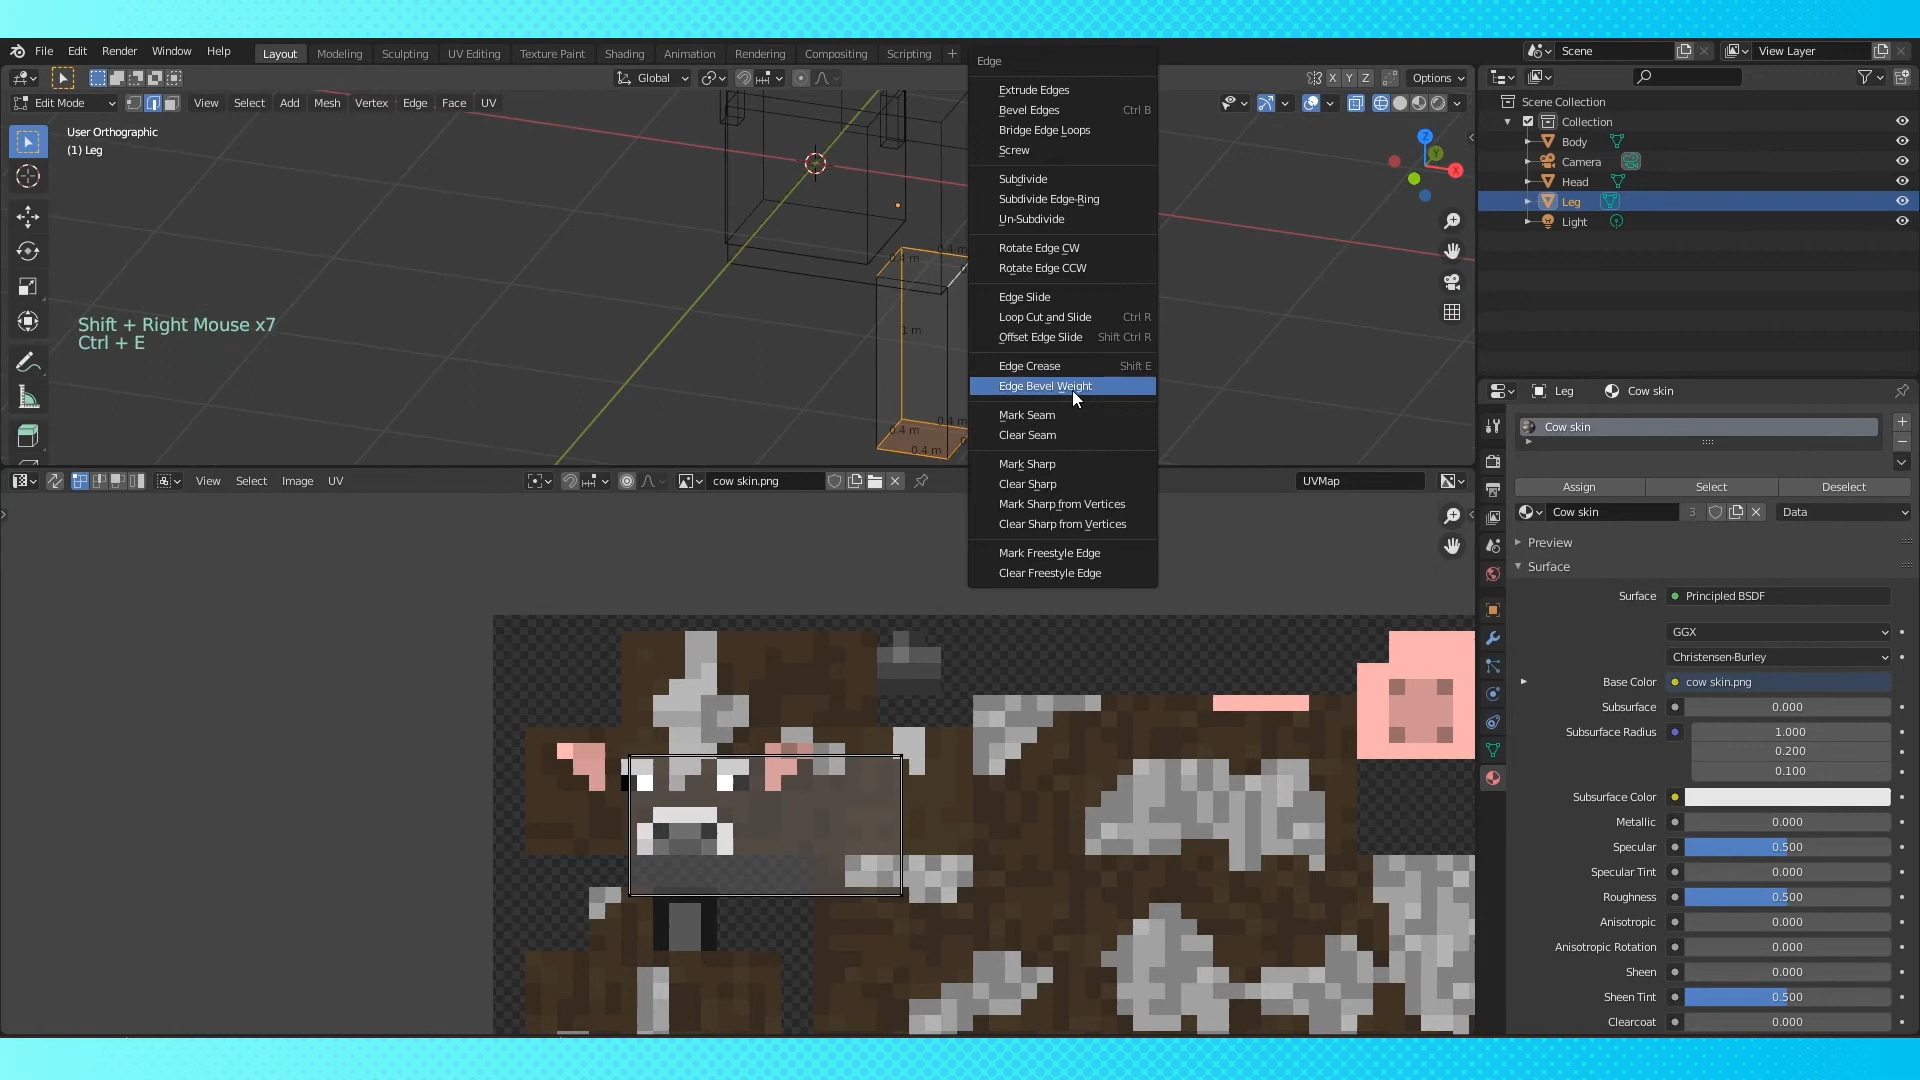 File Edit Render Window Help
Layout Modeling Sculpting UV Editing Texture Paint Shading Animation Rendering Compositing Scripting +
Scene
View Layer
Global
X Y Z
Options
Edit Mode
View Select Add Mesh Vertex Edge Face UV
User Orthographic
(1) Leg
Shift + Right Mouse x7
Ctrl + E
Z
Y
X
0.4 m
0.4 m
1 m
0.4 m
0.4 m
0.4 m
Edge
Extrude Edges
Bevel Edges Ctrl B
Bridge Edge Loops
Screw
Subdivide
Subdivide Edge-Ring
Un-Subdivide
Rotate Edge CW
Rotate Edge CCW
Edge Slide
Loop Cut and Slide Ctrl R
Offset Edge Slide Shift Ctrl R
Edge Crease Shift E
Edge Bevel Weight
Mark Seam
Clear Seam
Mark Sharp
Clear Sharp
Mark Sharp from Vertices
Clear Sharp from Vertices
Mark Freestyle Edge
Clear Freestyle Edge
View Select Image UV
cow skin.png
UVMap
Scene Collection
Collection
Body
Camera
Head
Leg
Light
Leg
Cow skin
Cow skin
Assign Select Deselect
Cow skin 3 Data
Preview
Surface
Surface Principled BSDF
GGX
Christensen-Burley
Base Color cow skin.png
Subsurface 0.000
Subsurface Radius 1.000
0.200
0.100
Subsurface Color
Metallic 0.000
Specular 0.500
Specular Tint 0.000
Roughness 0.500
Anisotropic 0.000
Anisotropic Rotation 0.000
Sheen 0.000
Sheen Tint 0.500
Clearcoat 0.000